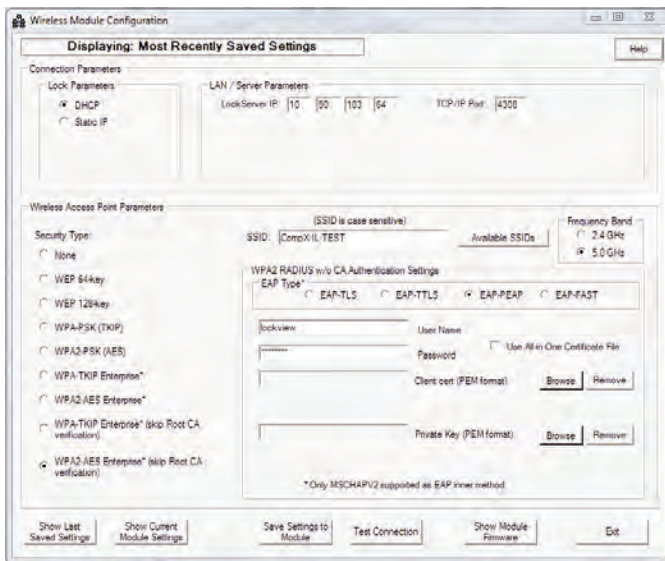 Wireless Module Configuration
Displaying: Most Recently Saved Settings
Help
Connection Parameters
Lock Parameters
DHCP
Static IP
LAN / Server Parameters
LockServer IP: 10 90 103 64
TCP/IP Port: 4308
Wireless Access Point Parameters
Security Type:
None
WEP 64-key
WEP 128-key
WPA-PSK (TKIP)
WPA2-PSK (AES)
WPA-TKIP Enterprise*
WPA2-AES Enterprise*
WPA-TKIP Enterprise* (skip Root CA
verification)
WPA2-AES Enterprise* (skip Root CA
verification)
(SSID is case sensitive)
SSID: CompX-IL-TEST
Available SSIDs
Frequency Band
2.4 GHz
5.0 GHz
WPA2 RADIUS w/o CA Authentication Settings
EAP Type*
EAP-TLS EAP-TTLS EAP-PEAP EAP-FAST
lockview User Name
******** Password
Use All in One Certificate File
Client cert (PEM format) Browse Remove
Private Key (PEM format) Browse Remove
*Only MSCHAPV2 supported as EAP inner method
Show Last
Saved Settings
Show Current
Module Settings
Save Settings to
Module
Test Connection
Show Module
Firmware
Exit